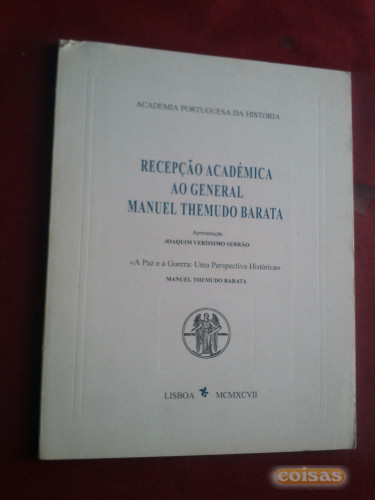 ACADEMIA PORTUGUESA DA HISTÓRIA
RECEPÇÃO ACADÉMICA
AO GENERAL
MANUEL THEMUDO BARATA
Apresentação
JOAQUIM VERÍSSIMO SERRÃO
«A Paz e a Guerra: Uma Perspectiva Histórica»
MANUEL THEMUDO BARATA
LISBOA MCMXCVII
coisas